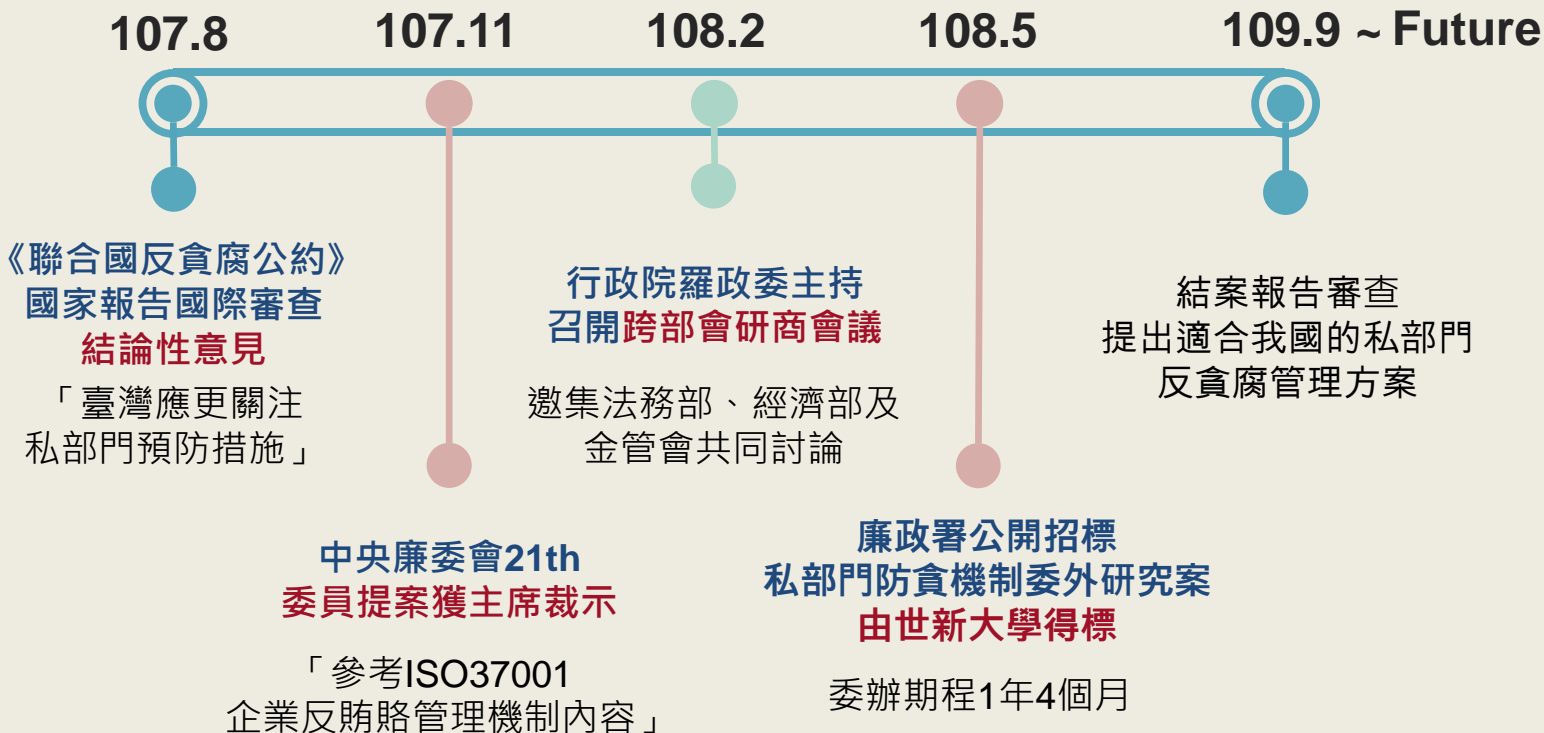 107.8
107.11
108.2
108.5
109.9 ~ Future
《聯合國反貪腐公約》
國家報告國際審查
結論性意見
「臺灣應更關注
私部門預防措施」
中央廉委會21th
委員提案獲主席裁示
「參考ISO37001
企業反賄賂管理機制內容」
行政院羅政委主持
召開跨部會研商會議
邀集法務部、經濟部及
金管會共同討論
廉政署公開招標
私部門防貪機制委外研究案
由世新大學得標
委辦期程1年4個月
結案報告審查
提出適合我國的私部門
反貪腐管理方案